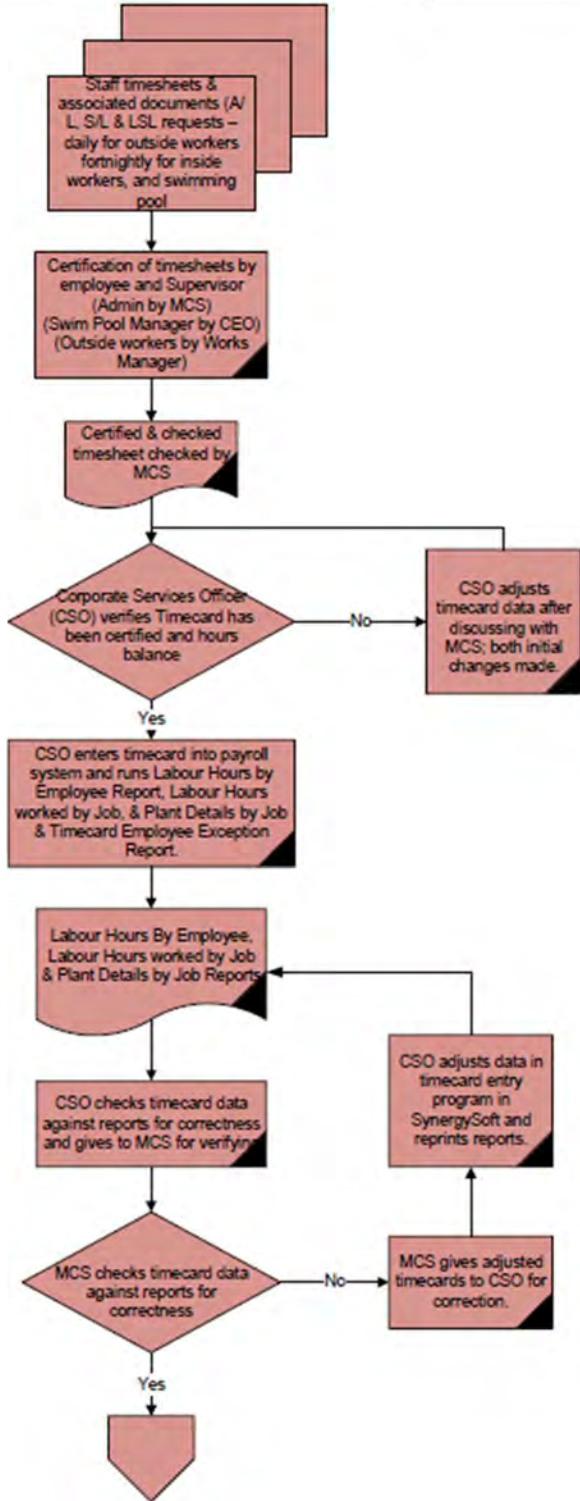 Staff timesheets &
associated documents (A/
L, S/L & LSL requests –
daily for outside workers
fortnightly for inside
workers, and swimming
pool
Certification of timesheets by
employee and Supervisor
(Admin by MCS)
(Swim Pool Manager by CEO)
(Outside workers by Works
Manager)
Certified & checked
timesheet checked by
MCS
Corporate Services Officer
(CSO) verifies Timecard has
been certified and hours
balance
No
CSO adjusts
timecard data after
discussing with
MCS; both initial
changes made.
Yes
CSO enters timecard into payroll
system and runs Labour Hours by
Employee Report, Labour Hours
worked by Job, & Plant Details by Job
& Timecard Employee Exception
Report.
Labour Hours By Employee,
Labour Hours worked by Job
& Plant Details by Job Reports
CSO checks timecard data
against reports for correctness
and gives to MCS for verifying
CSO adjusts data in
timecard entry
program in
SynergySoft and
reprints reports.
MCS checks timecard data
against reports for
correctness
No
MCS gives adjusted
timecards to CSO for
correction.
Yes